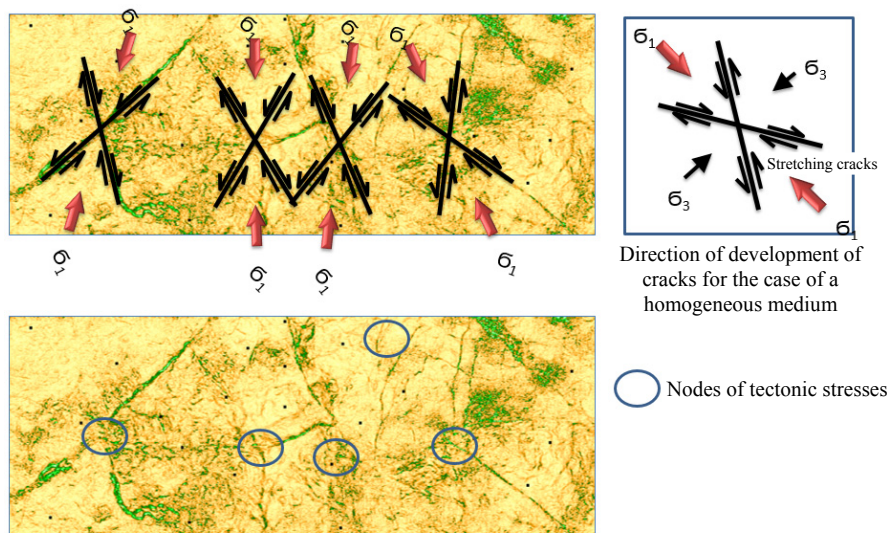 σ1
σ1
σ1
σ1
σ1
σ1
σ1
σ1
σ1
σ3
Stretching cracks
σ3
σ1
Direction of development of
cracks for the case of a
homogeneous medium
Nodes of tectonic stresses